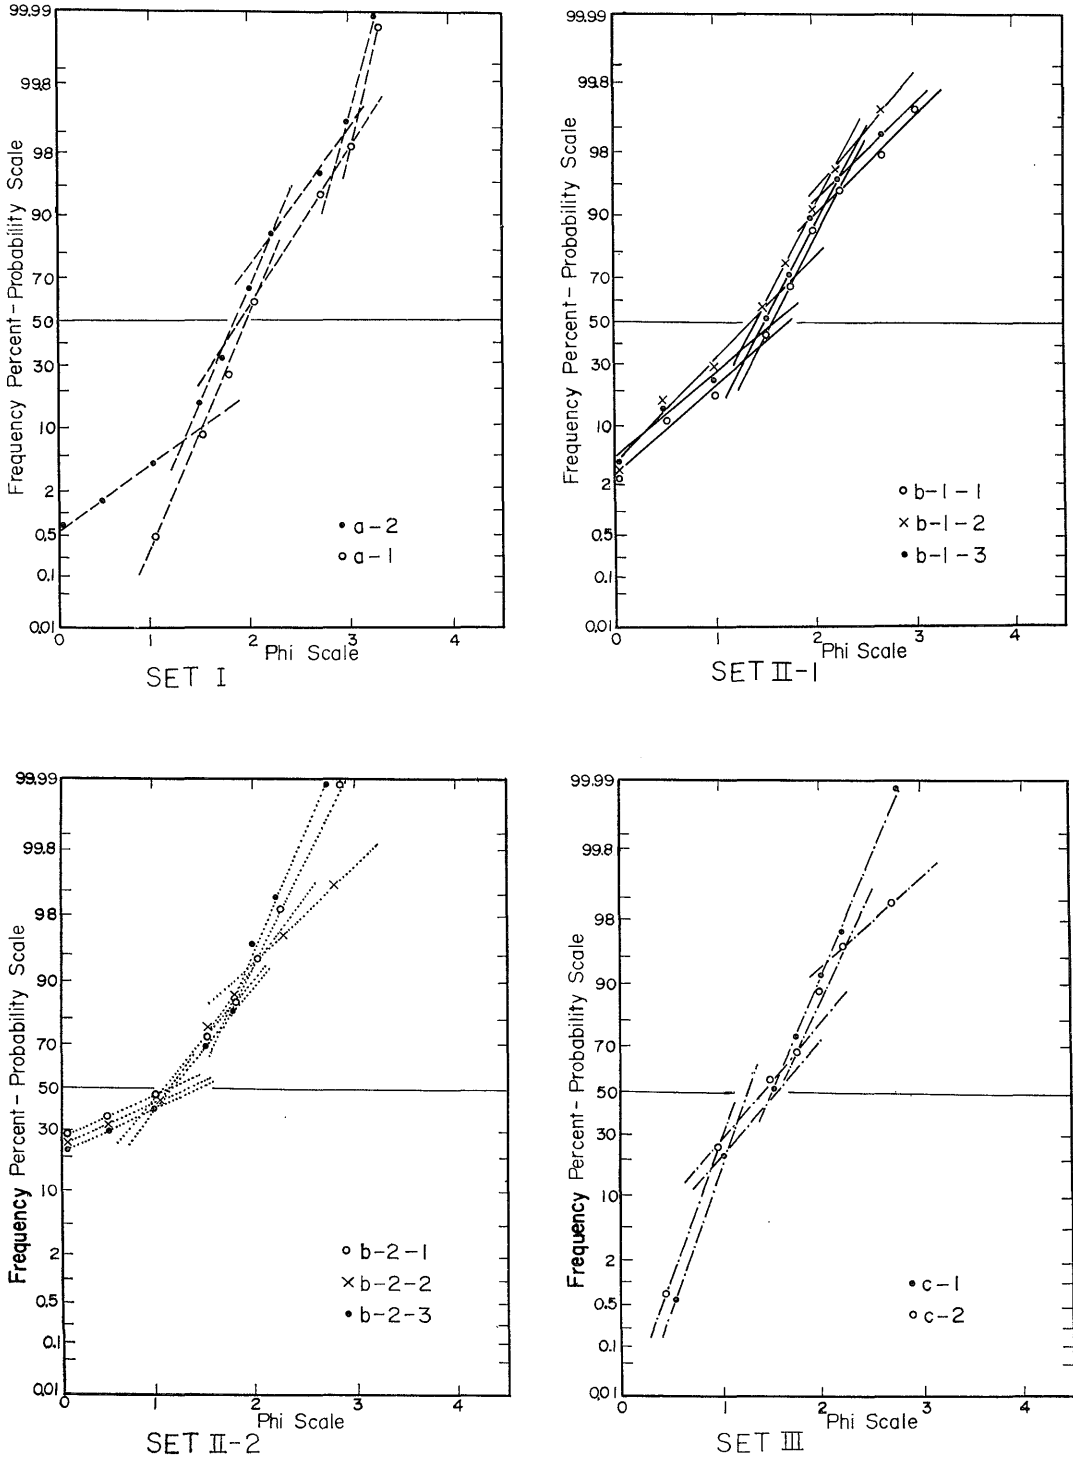 99.99
99.8
98
90
70
50
30
10
2
0.5
0.1
0.01
Frequency Percent-Probability Scale
0 1 2 3 4
Phi Scale
a-2
a-1
SET I
99.99
99.8
98
90
70
50
30
10
2
0.5
0.1
0.01
Frequency Percent-Probability Scale
0 1 2 3 4
Phi Scale
b-1-1
b-1-2
b-1-3
SET II-1
99.99
99.8
98
90
70
50
30
10
2
0.5
0.1
0.01
Frequency Percent-Probability Scale
0 1 2 3 4
Phi Scale
b-2-1
b-2-2
b-2-3
SET II-2
99.99
99.8
98
90
70
50
30
10
2
0.5
0.1
0.01
Frequency Percent-Probability Scale
0 1 2 3 4
Phi Scale
c-1
c-2
SET III